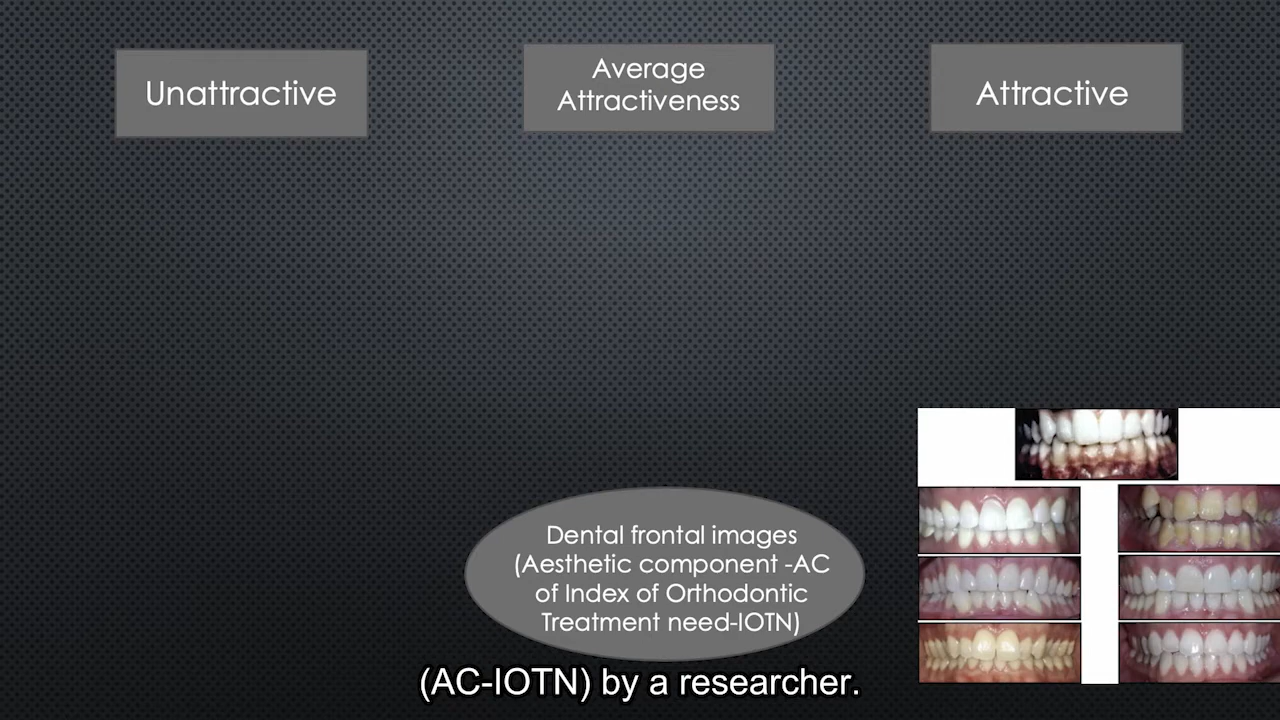 Unattractive
Average
Attractiveness
Attractive
Dental frontal images
(Aesthetic component -AC
of Index of Orthodontic
Treatment need-IOTN)
(AC-IOTN) by a researcher.